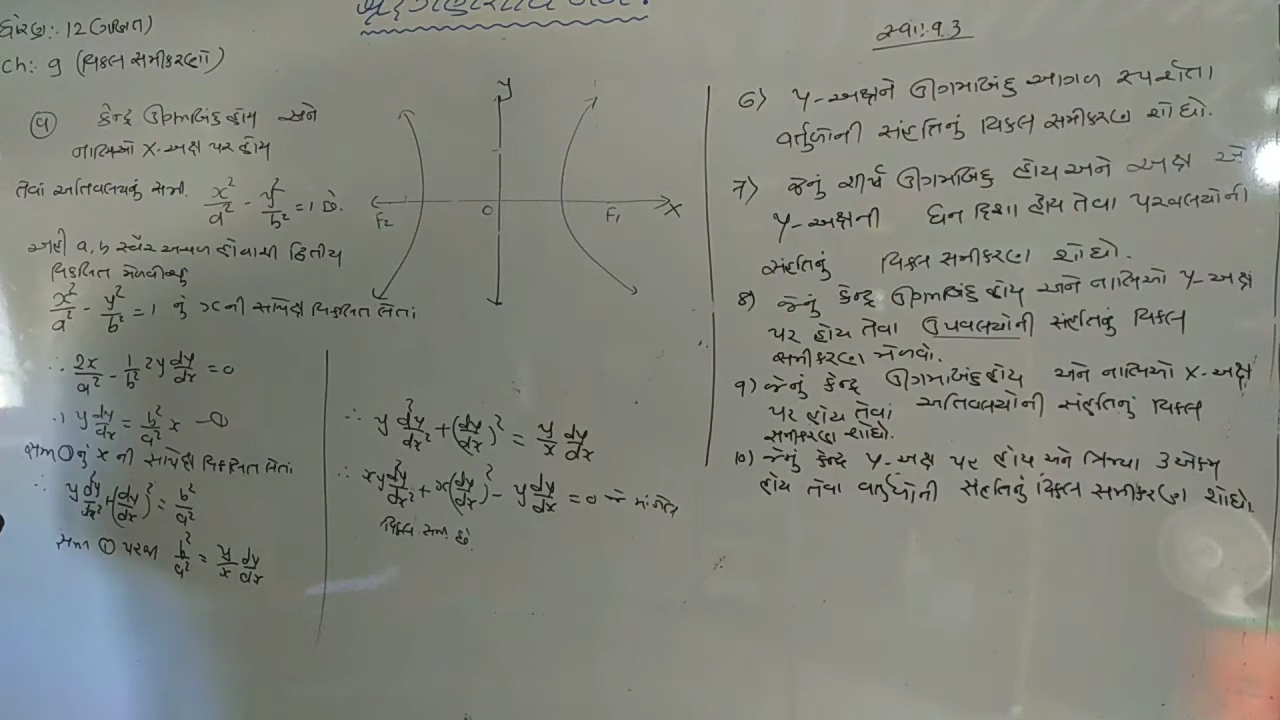 ધોરણ: 12 (ગણિત)
ch: 9 (વિકલ સમીકરણો)
સ્વા: 9.3
(9) કેન્દ્ર ઊગમબિંદુ હોય અને
નાભિઓ x-અક્ષ પર હોય
તેવાં અતિવલયનું સમી. x²/a² - y²/b² = 1 છે.
અહીં a, b સ્વૈર અચળ હોવાથી દ્વિતીય
વિકલિત મેળવીશું
x²/a² - y²/b² = 1 નું x ની સાપેક્ષ વિકલિત લેતાં
∴ 2x/a² - 1/b² 2y dy/dx = 0
∴ y dy/dx = b²/a² x —①
સમી ①નું x ની સાપેક્ષ વિકલિત લેતાં
∴ y d²y/dx² + (dy/dx)² = b²/a²
સમી ① પરથી b²/a² = y/x dy/dx
∴ y d²y/dx² + (dy/dx)² = y/x dy/dx
∴ xy d²y/dx² + x(dy/dx)² - y dy/dx = 0 એ માંગેલ
વિકલ સમી. છે.
y
F2
O
F1
X
6) y-અક્ષને ઊગમબિંદુ આગળ સ્પર્શતા
વર્તુળોની સંહતિનું વિકલ સમીકરણ શોધો.
7) જેનું શીર્ષ ઊગમબિંદુ હોય અને અક્ષ એ
y-અક્ષની ધન દિશા હોય તેવા પરવલયોની
સંહતિનું વિકલ સમીકરણ શોધો.
8) જેનું કેન્દ્ર ઊગમબિંદુ હોય અને નાભિઓ y-અક્ષ
પર હોય તેવા ઉપવલયોની સંહતિનું વિકલ
સમીકરણ મેળવો.
9) જેનું કેન્દ્ર ઊગમબિંદુ હોય અને નાભિઓ x-અક્ષ
પર હોય તેવાં અતિવલયોની સંહતિનું વિકલ
સમીકરણ શોધો.
10) જેનું કેન્દ્ર y-અક્ષ પર હોય અને ત્રિજ્યા 3 એકમ
હોય તેવા વર્તુળોની સંહતિનું વિકલ સમીકરણ શોધો.